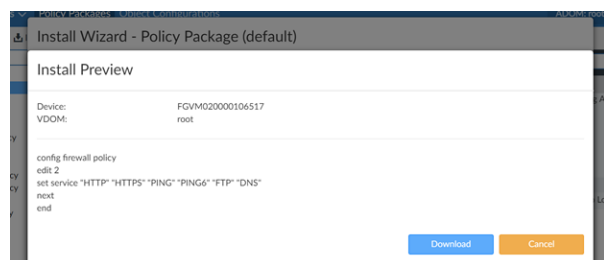 Policy Packages Object Configurations ADOM: root
Install Wizard - Policy Package (default)
Install Preview
Device: FGVM020000106517
VDOM: root
config firewall policy
edit 2
set service "HTTP" "HTTPS" "PING" "PING6" "FTP" "DNS"
next
end
Download Cancel